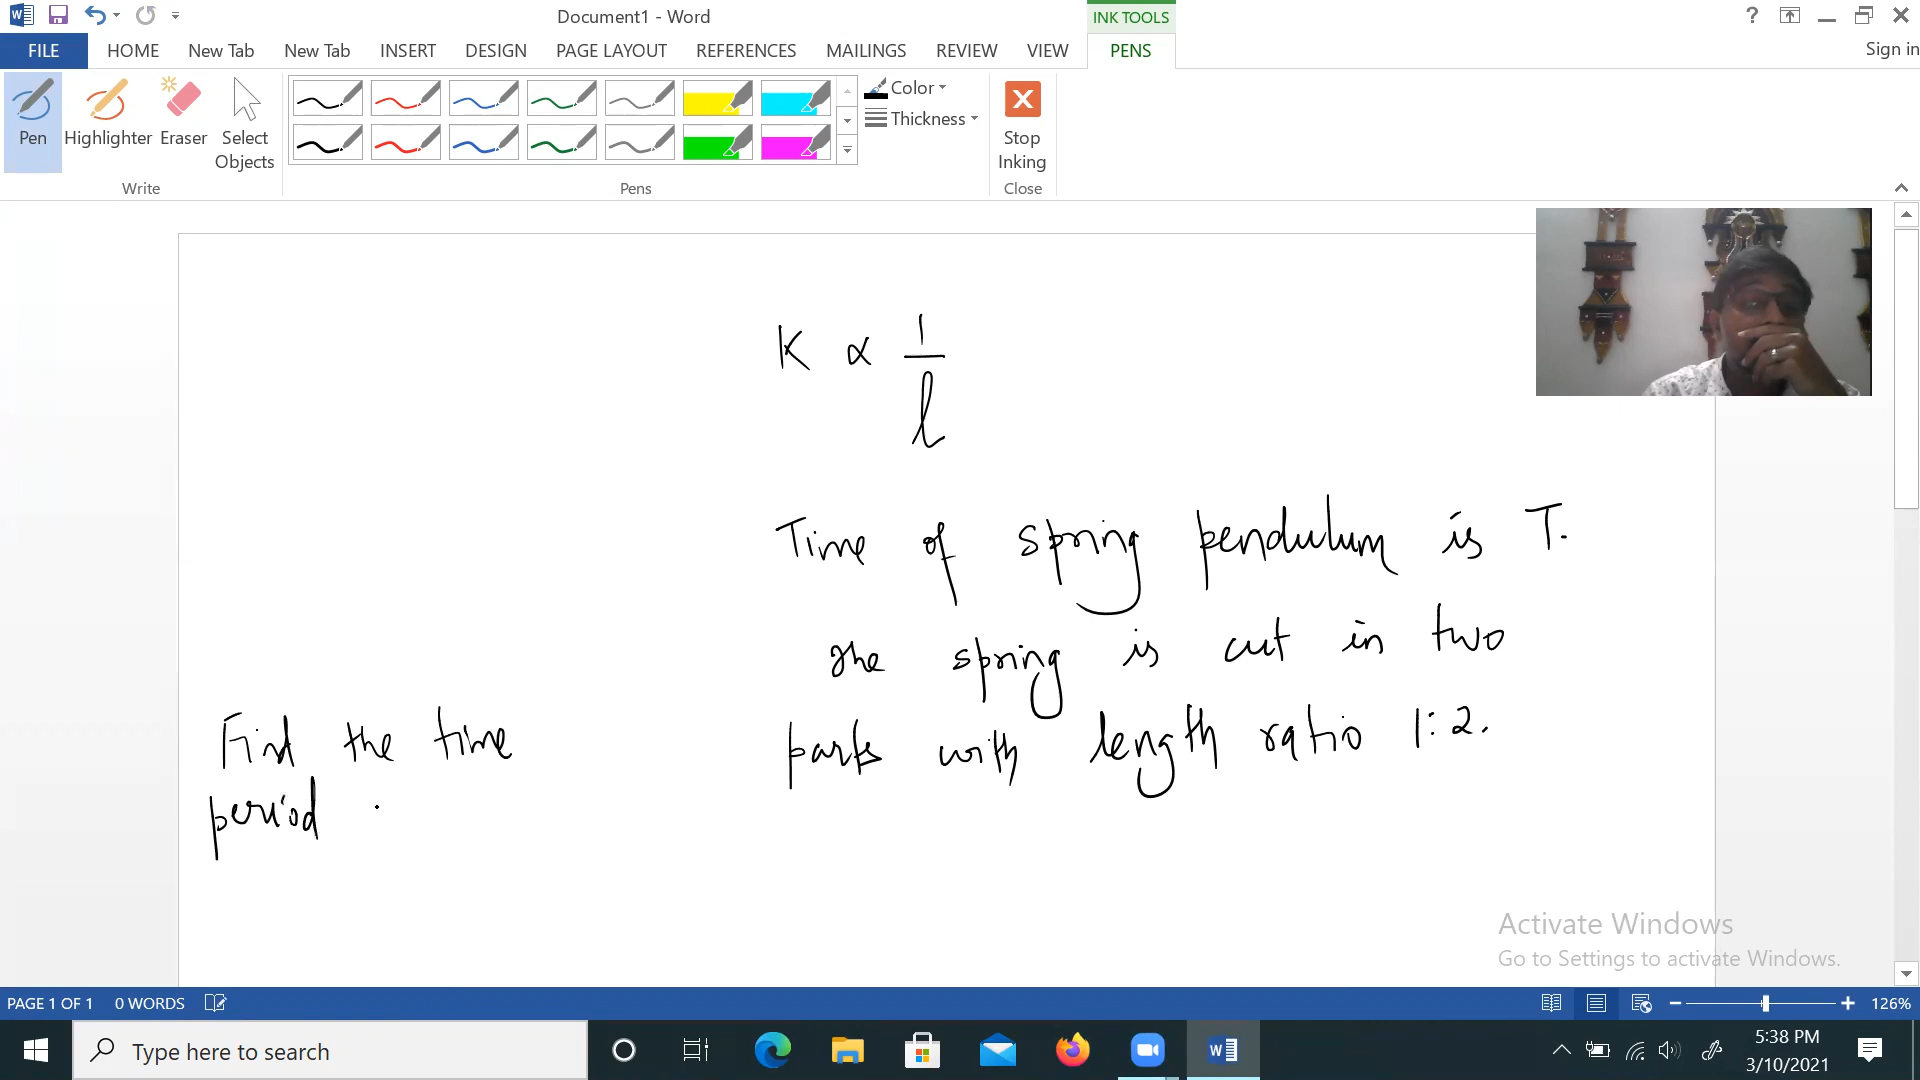 Document1 - Word
INK TOOLS
Sign in
FILE HOME New Tab New Tab INSERT DESIGN PAGE LAYOUT REFERENCES MAILINGS REVIEW VIEW PENS
Pen Highlighter Eraser Select Objects
Color
Thickness
Stop Inking
Write Pens Close
K ∝ 1/l
Time of spring pendulum is T.
The spring is cut in two
parts with length ratio 1:2.
Find the time
period .
Activate Windows
Go to Settings to activate Windows.
PAGE 1 OF 1 0 WORDS 126%
Type here to search
5:38 PM
3/10/2021